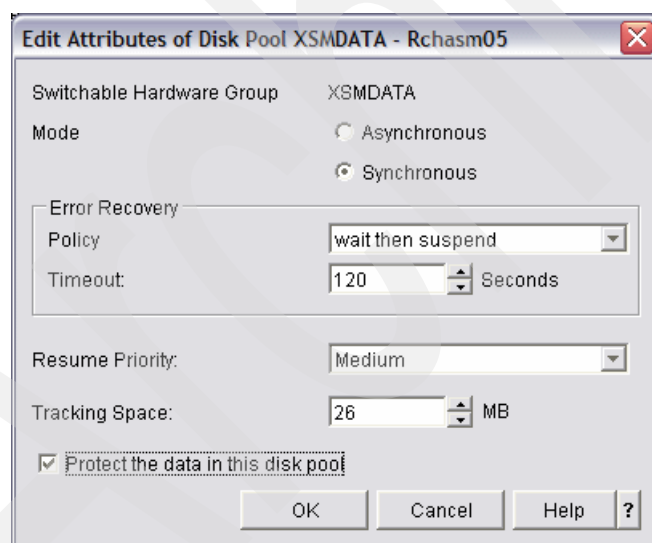 Edit Attributes of Disk Pool XSMDATA - Rchasm05
Switchable Hardware Group XSMDATA
Mode Asynchronous
Synchronous
Error Recovery
Policy wait then suspend
Timeout: 120 Seconds
Resume Priority: Medium
Tracking Space: 26 MB
Protect the data in this disk pool
OK Cancel Help ?